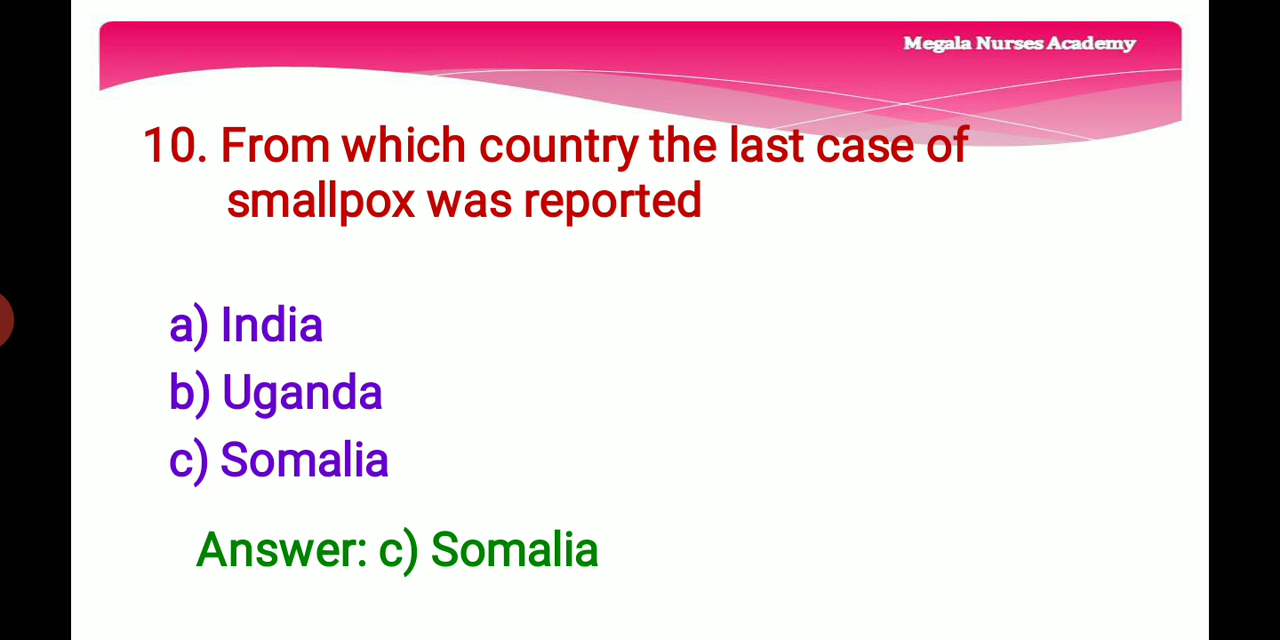 Megala Nurses Academy
10. From which country the last case of
smallpox was reported
a) India
b) Uganda
c) Somalia
Answer: c) Somalia